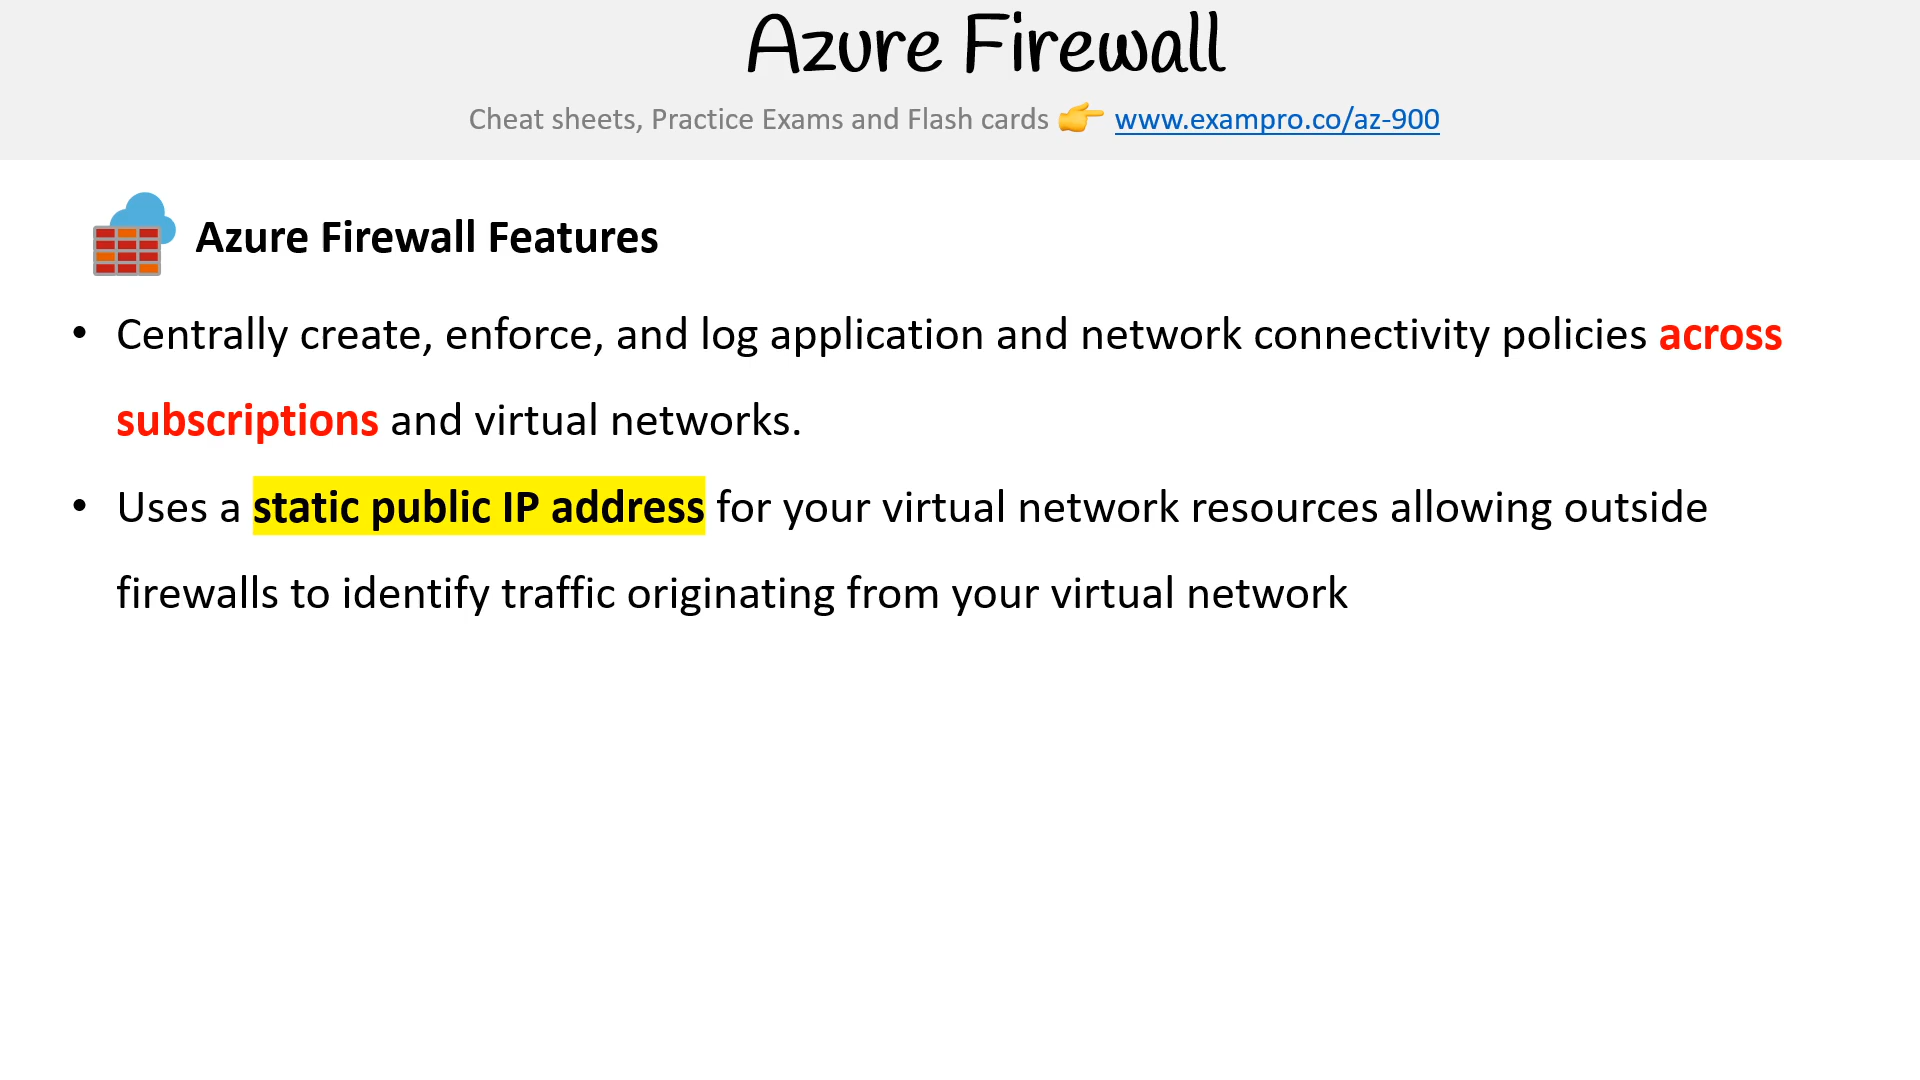 Azure Firewall
Cheat sheets, Practice Exams and Flash cards 👉 www.exampro.co/az-900
Azure Firewall Features
• Centrally create, enforce, and log application and network connectivity policies across
subscriptions and virtual networks.
• Uses a static public IP address for your virtual network resources allowing outside
firewalls to identify traffic originating from your virtual network